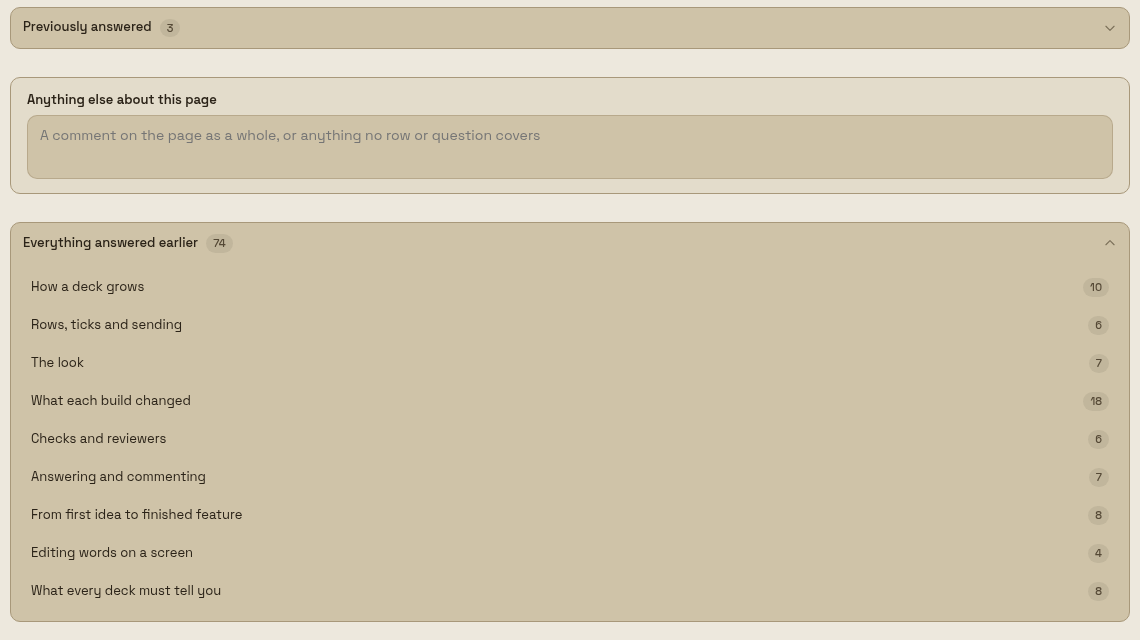 Previously answered 3
Anything else about this page
A comment on the page as a whole, or anything no row or question covers
Everything answered earlier 74
How a deck grows 10
Rows, ticks and sending 6
The look 7
What each build changed 18
Checks and reviewers 6
Answering and commenting 7
From first idea to finished feature 8
Editing words on a screen 4
What every deck must tell you 8